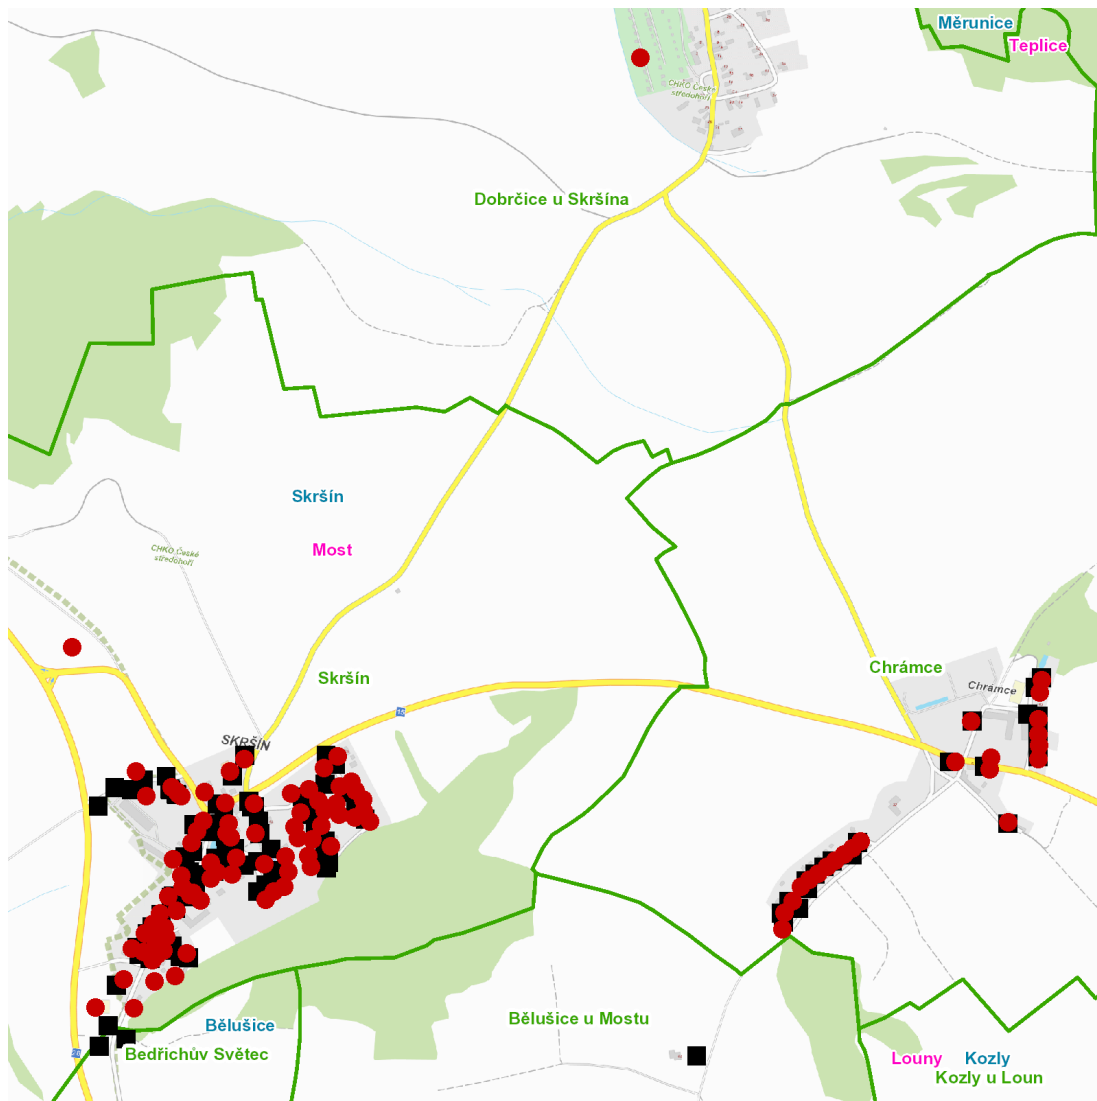 Měrunice
Teplice
CHKO České
středohoří
Dobrčice u Skršína
Skršín
Most
CHKO České
středohoří
Skršín
Chrámce
Chrámce
15
SKRŠÍN
Bělušice
Bělušice u Mostu
Bedřichův Světec
Louny
Kozly
Kozly u Loun